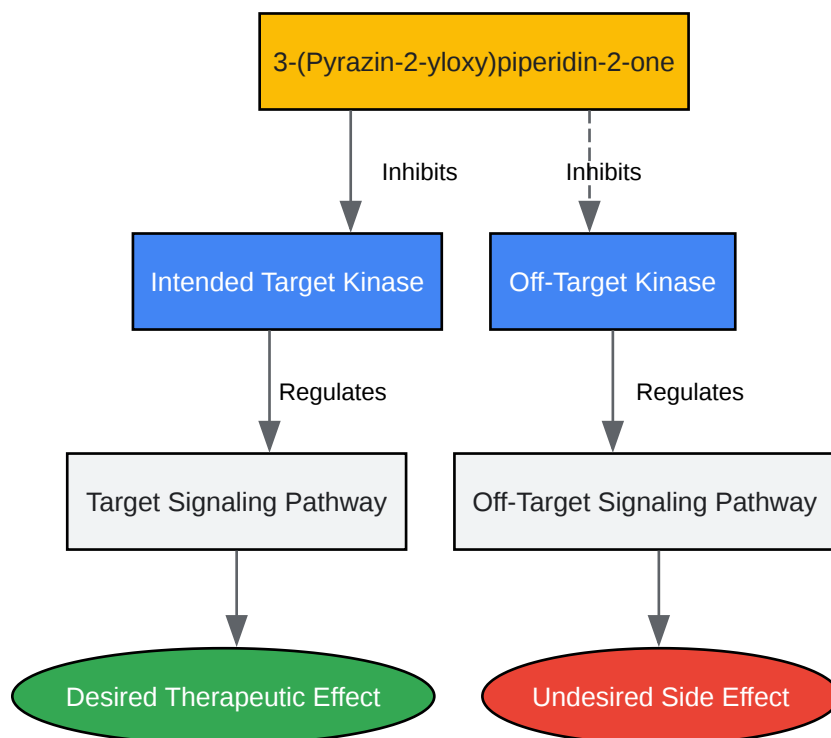 3-(Pyrazin-2-yloxy)piperidin-2-one
Inhibits
Inhibits
Intended Target Kinase
Off-Target Kinase
Regulates
Regulates
Target Signaling Pathway
Off-Target Signaling Pathway
Desired Therapeutic Effect
Undesired Side Effect